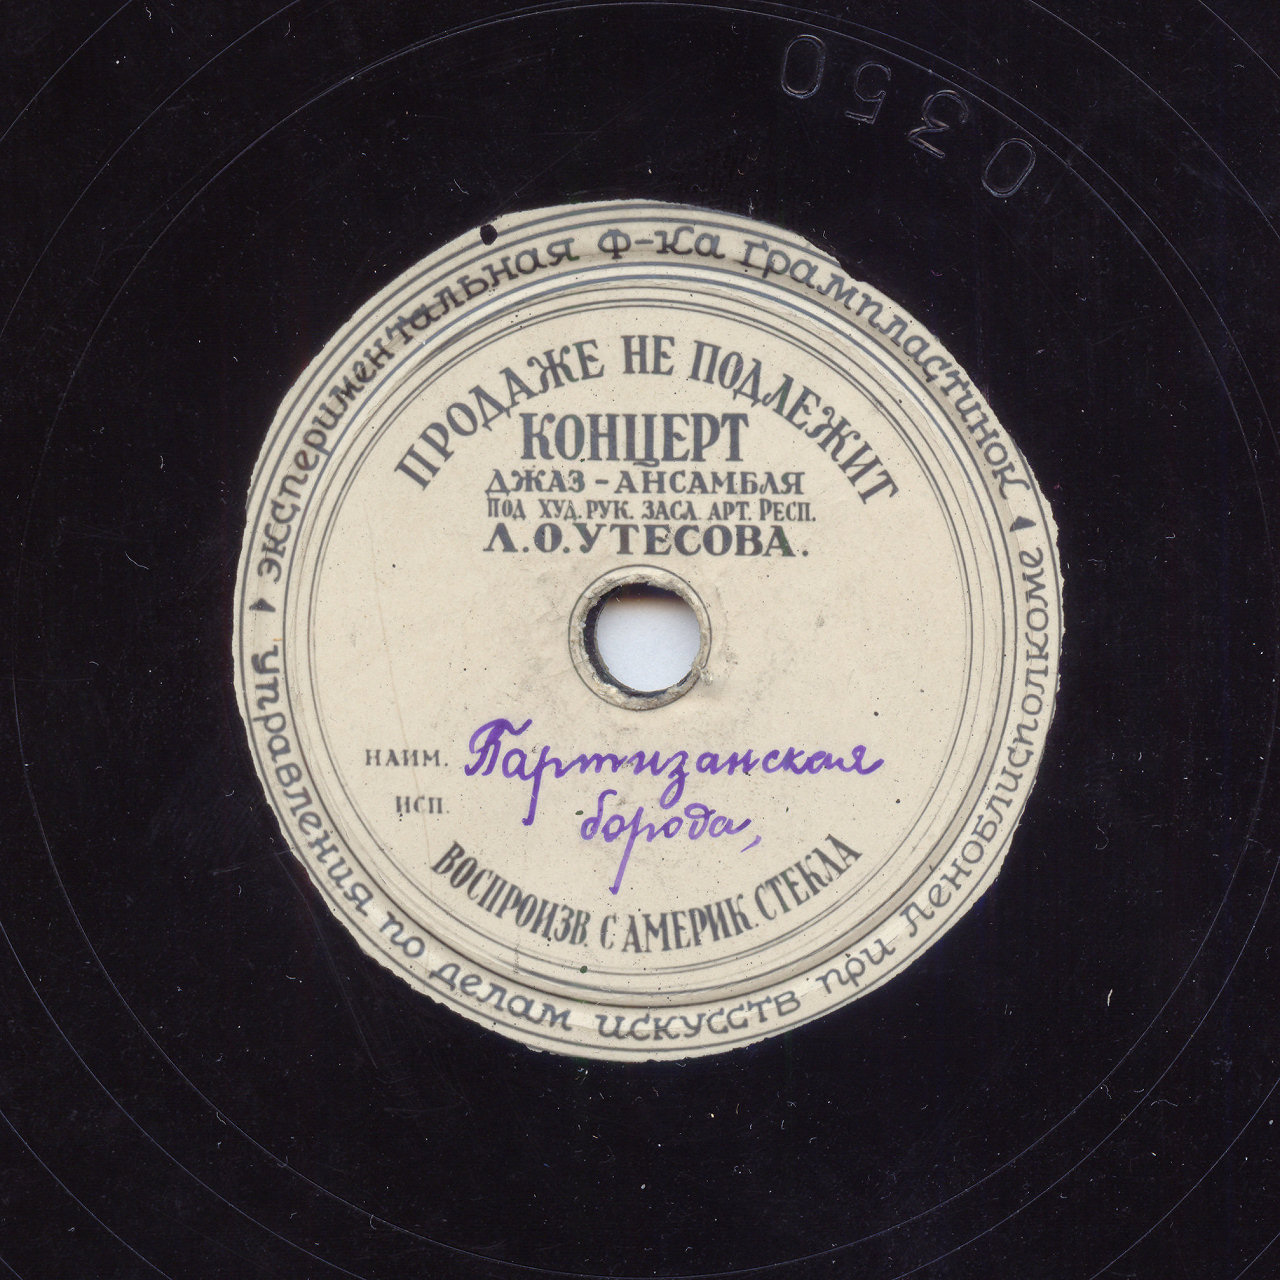 0350
экспериментальная Ф-ка грампластинок
управления по делам искусств при Леноблисполкоме
ПРОДАЖЕ НЕ ПОДЛЕЖИТ
КОНЦЕРТ
ДЖАЗ-АНСАМБЛЯ
ПОД ХУД.РУК. ЗАСЛ АРТ. РЕСП.
Л.О.УТЕСОВА.
НАИМ. Партизанская
ИСП. борода,
ВОСПРОИЗВ. С АМЕРИК. СТЕКЛА